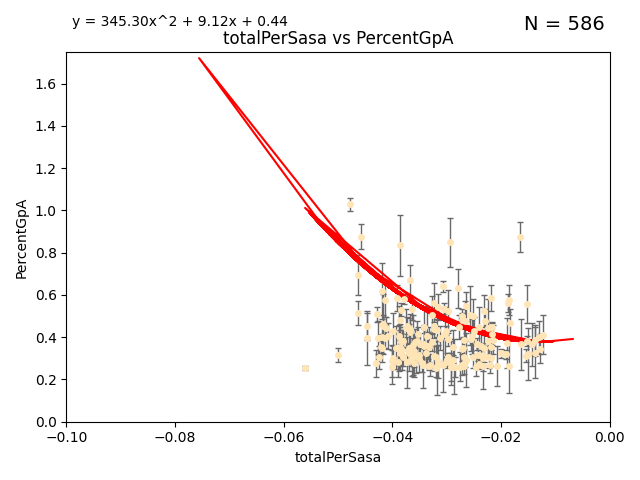 y = 345.30x^2 + 9.12x + 0.44
N = 586
totalPerSasa vs PercentGpA
PercentGpA
1.6
1.4
1.2
1.0
0.8
0.6
0.4
0.2
0.0
−0.10 −0.08 −0.06 −0.04 −0.02 0.00
totalPerSasa